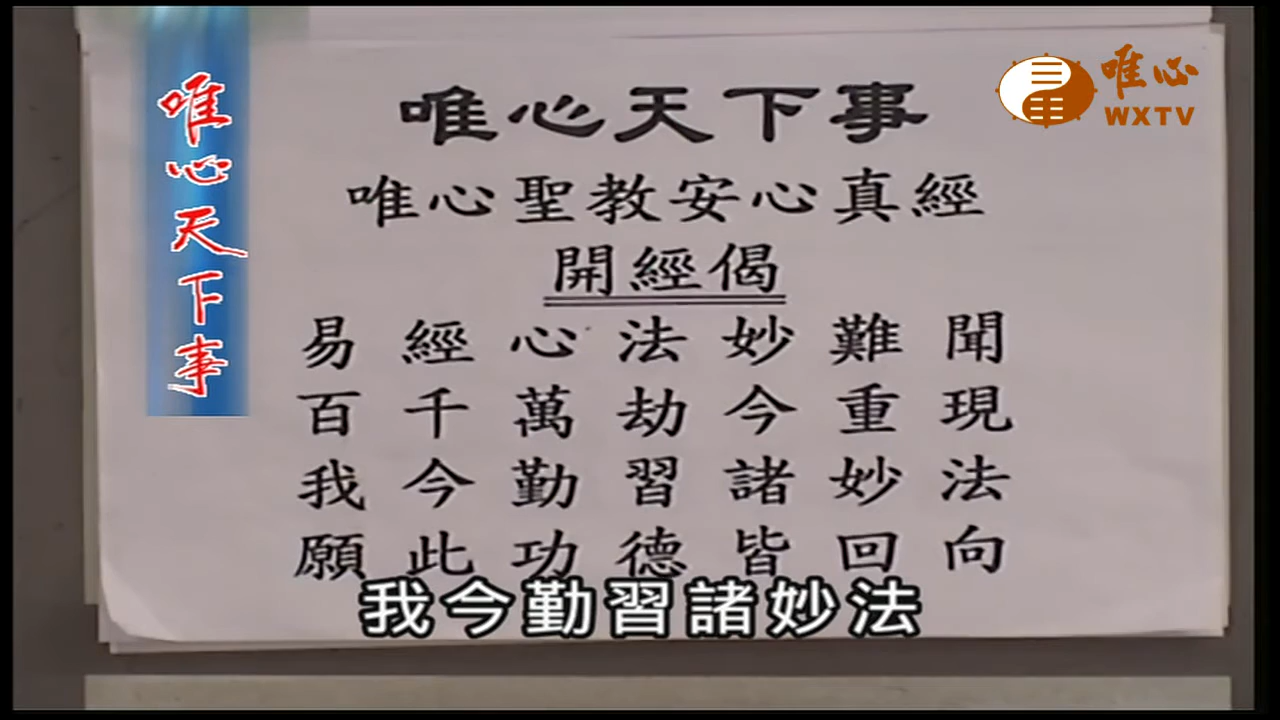 唯心天下事
唯心
WXTV
唯心天下事
唯心聖教安心真經
開經偈
易經心法妙難聞
百千萬劫今重現
我今勤習諸妙法
願此功德皆回向
我今勤習諸妙法